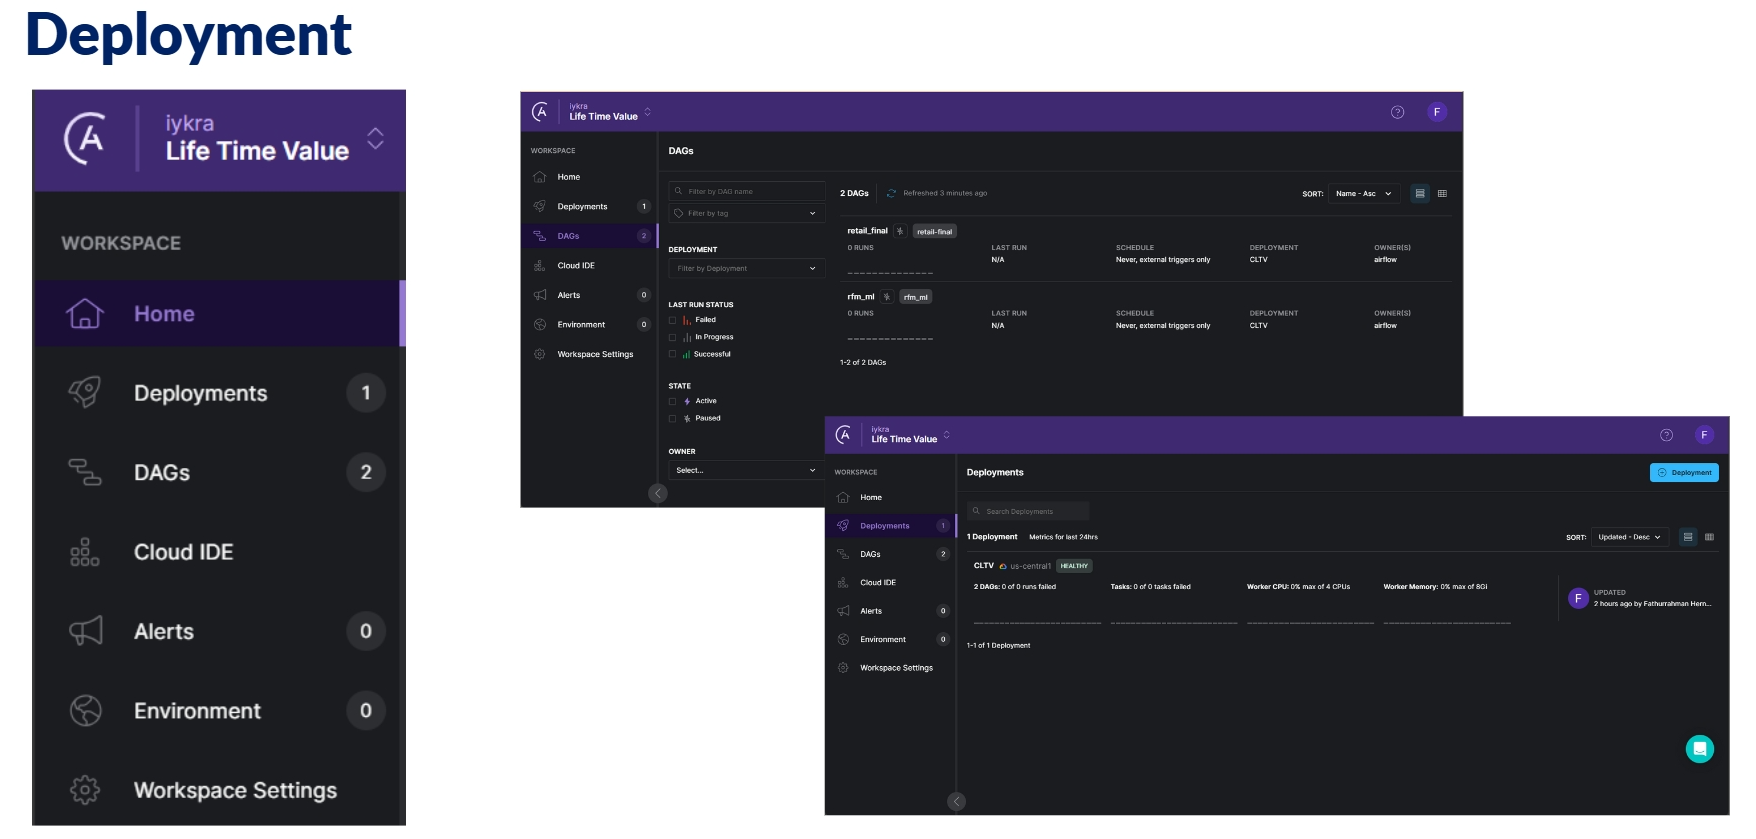 Deployment
iykra
Life Time Value
WORKSPACE
Home
Deployments 1
DAGs 2
Cloud IDE
Alerts 0
Environment 0
Workspace Settings
iykra
Life Time Value
? F
WORKSPACE
Home
Deployments 1
DAGs 2
Cloud IDE
Alerts 0
Environment 0
Workspace Settings
DAGs
Filter by DAG name
Filter by tag
DEPLOYMENT
Filter by Deployment
LAST RUN STATUS
Failed
In Progress
Successful
STATE
Active
Paused
OWNER
Select...
2 DAGs Refreshed 3 minutes ago
SORT: Name - Asc
retail_final retail-final
0 RUNS LAST RUN SCHEDULE DEPLOYMENT OWNER(S)
N/A Never, external triggers only CLTV airflow
rfm_ml rfm_ml
0 RUNS LAST RUN SCHEDULE DEPLOYMENT OWNER(S)
N/A Never, external triggers only CLTV airflow
1-2 of 2 DAGs
iykra
Life Time Value
? F
WORKSPACE
Home
Deployments 1
DAGs 2
Cloud IDE
Alerts 0
Environment 0
Workspace Settings
Deployments
Deployment
Search Deployments
1 Deployment Metrics for last 24hrs
SORT: Updated - Desc
CLTV us-central1 HEALTHY
2 DAGs: 0 of 0 runs failed Tasks: 0 of 0 tasks failed Worker CPU: 0% max of 4 CPUs Worker Memory: 0% max of 8Gi
F UPDATED
2 hours ago by Fathurrahman Hern...
1-1 of 1 Deployment